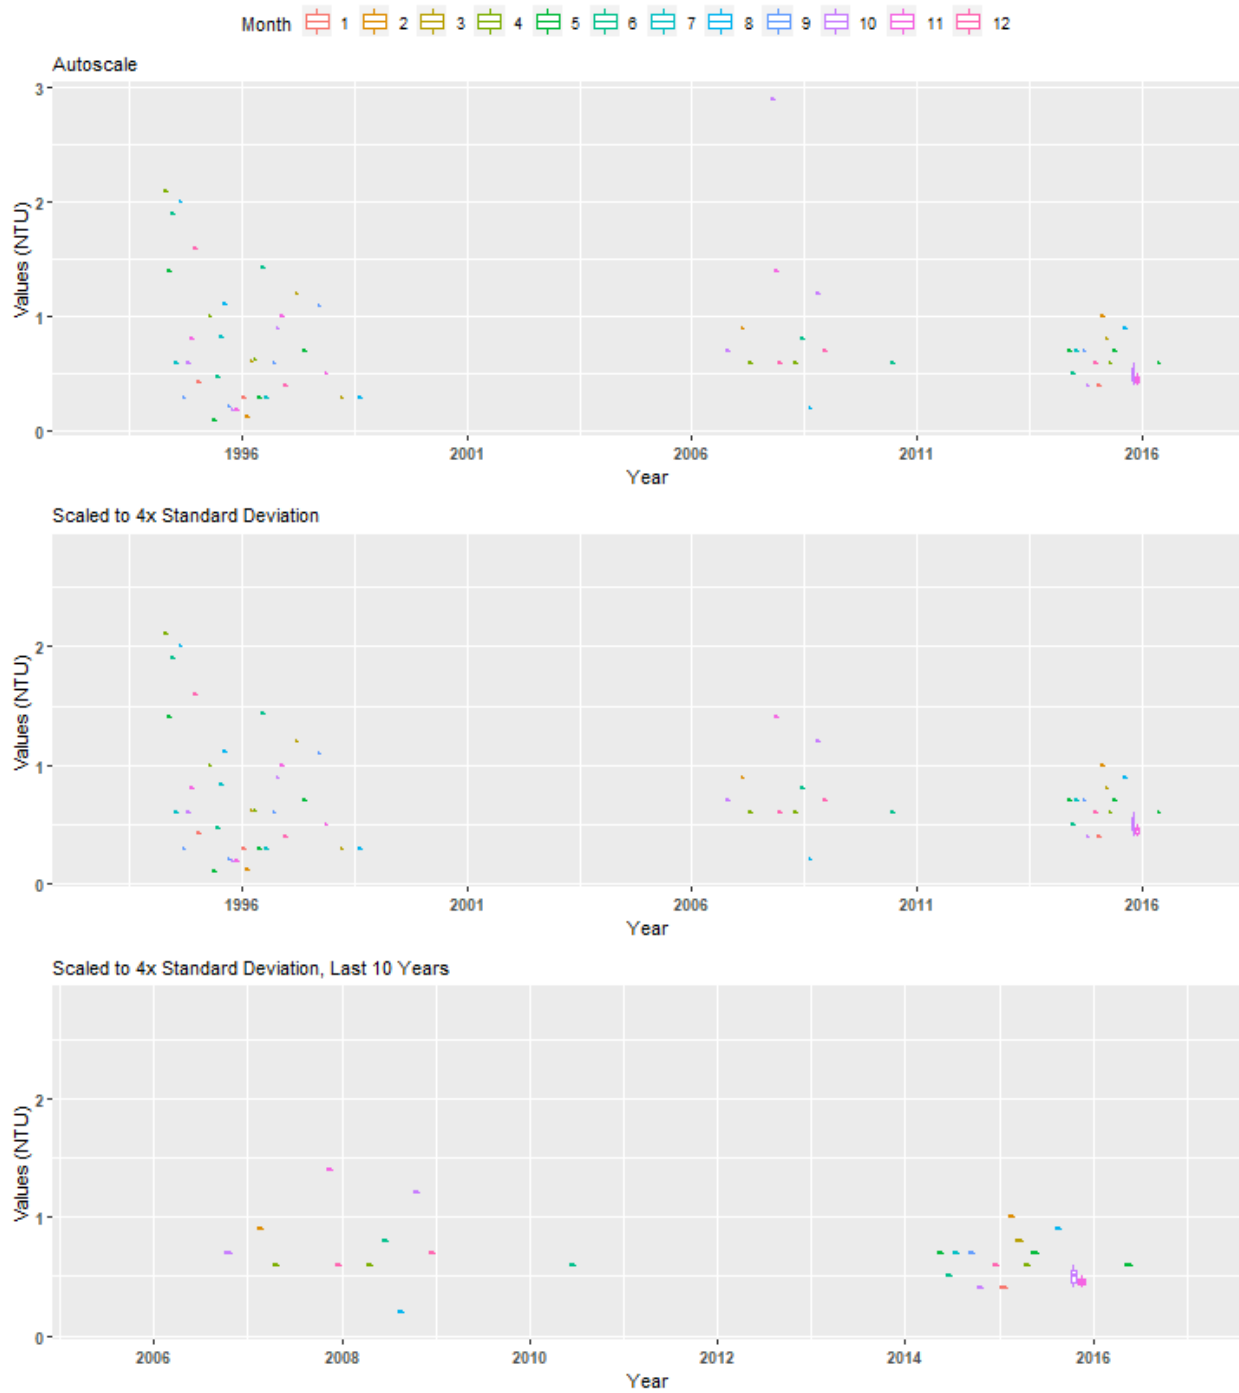 Month 1 2 3 4 5 6 7 8 9 10 11 12
Autoscale
Values (NTU)
3
2
1
0
1996 2001 2006 2011 2016
Year
Scaled to 4x Standard Deviation
Values (NTU)
2
1
0
1996 2001 2006 2011 2016
Year
Scaled to 4x Standard Deviation, Last 10 Years
Values (NTU)
2
1
0
2006 2008 2010 2012 2014 2016
Year